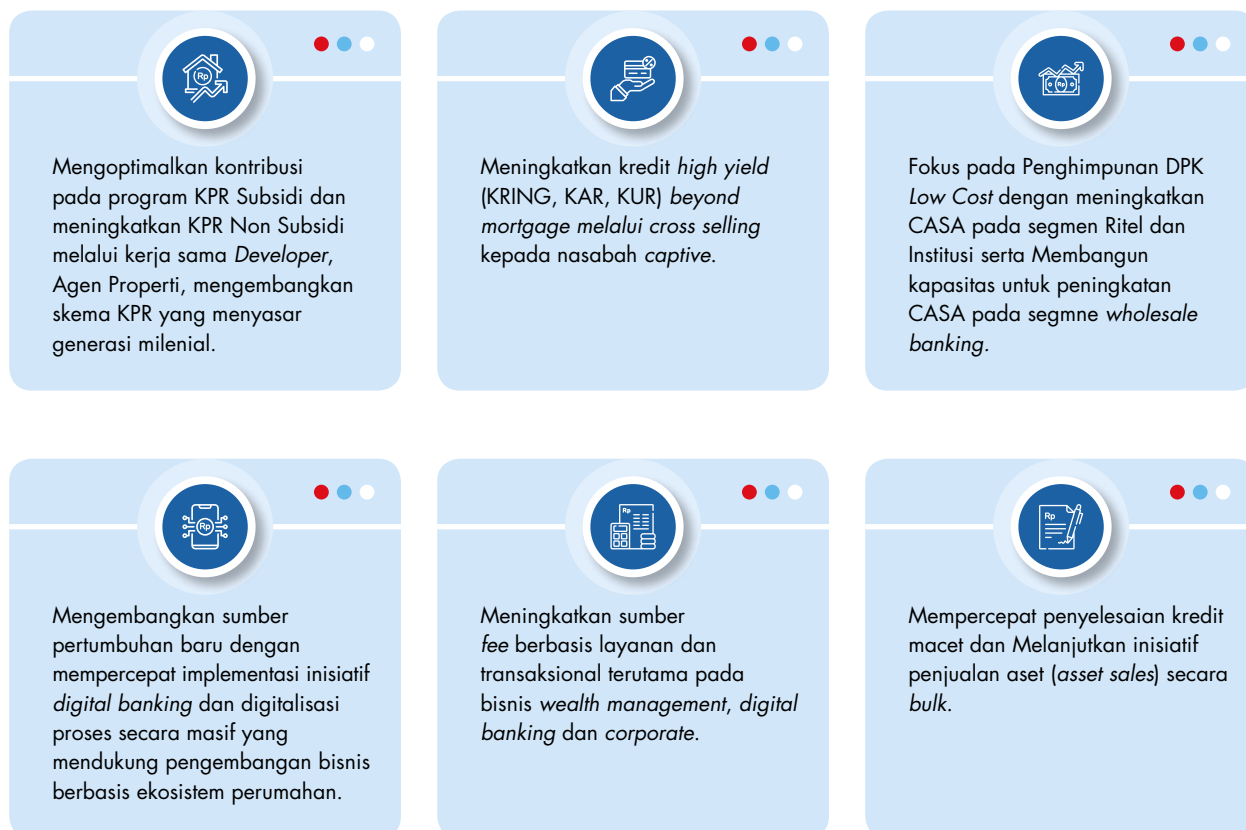 Rp
Mengoptimalkan kontribusi
pada program KPR Subsidi dan
meningkatkan KPR Non Subsidi
melalui kerja sama Developer,
Agen Properti, mengembangkan
skema KPR yang menyasar
generasi milenial.
Meningkatkan kredit high yield
(KRING, KAR, KUR) beyond
mortgage melalui cross selling
kepada nasabah captive.
Rp
Fokus pada Penghimpunan DPK
Low Cost dengan meningkatkan
CASA pada segmen Ritel dan
Institusi serta Membangun
kapasitas untuk peningkatan
CASA pada segmne wholesale
banking.
Rp
Mengembangkan sumber
pertumbuhan baru dengan
mempercepat implementasi inisiatif
digital banking dan digitalisasi
proses secara masif yang
mendukung pengembangan bisnis
berbasis ekosistem perumahan.
Rp
Meningkatkan sumber
fee berbasis layanan dan
transaksional terutama pada
bisnis wealth management, digital
banking dan corporate.
Rp
Mempercepat penyelesaian kredit
macet dan Melanjutkan inisiatif
penjualan aset (asset sales) secara
bulk.